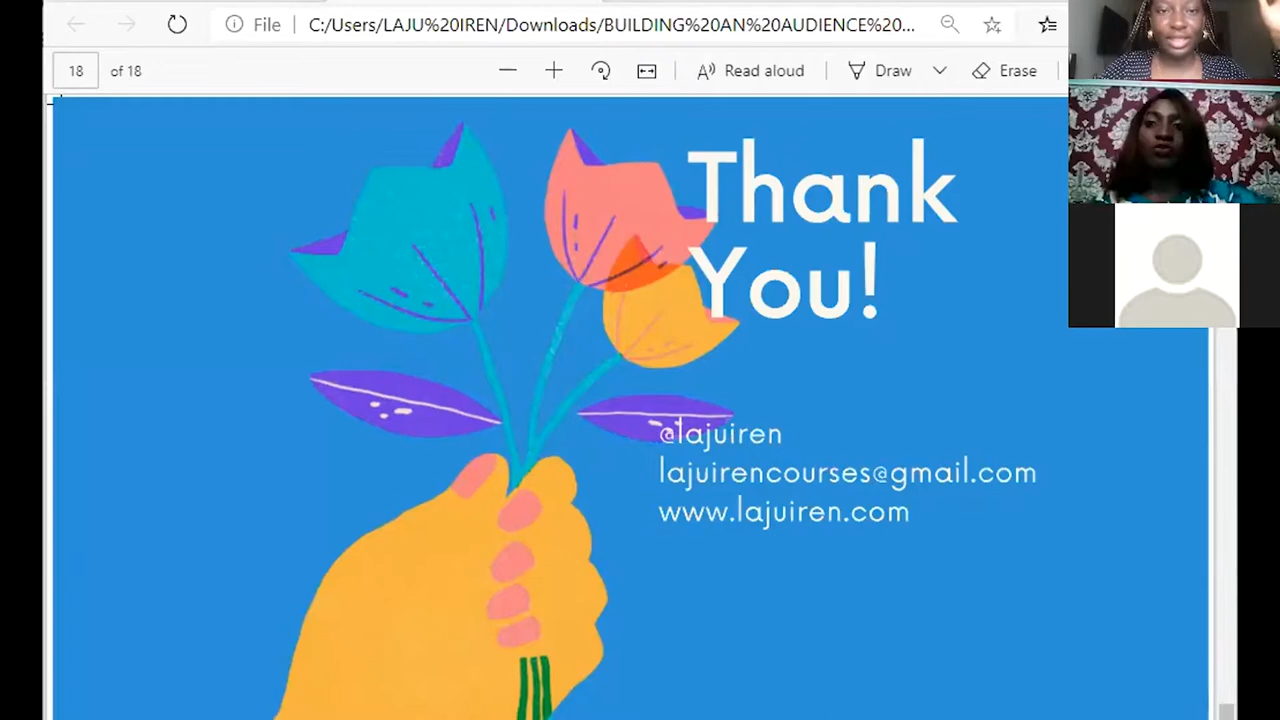 File
C:/Users/LAJU%20IREN/Downloads/BUILDING%20AN%20AUDIENCE%20...
18
of 18
Read aloud
Draw
Erase
Thank
You!
@lajuiren
lajuirencourses@gmail.com
www.lajuiren.com